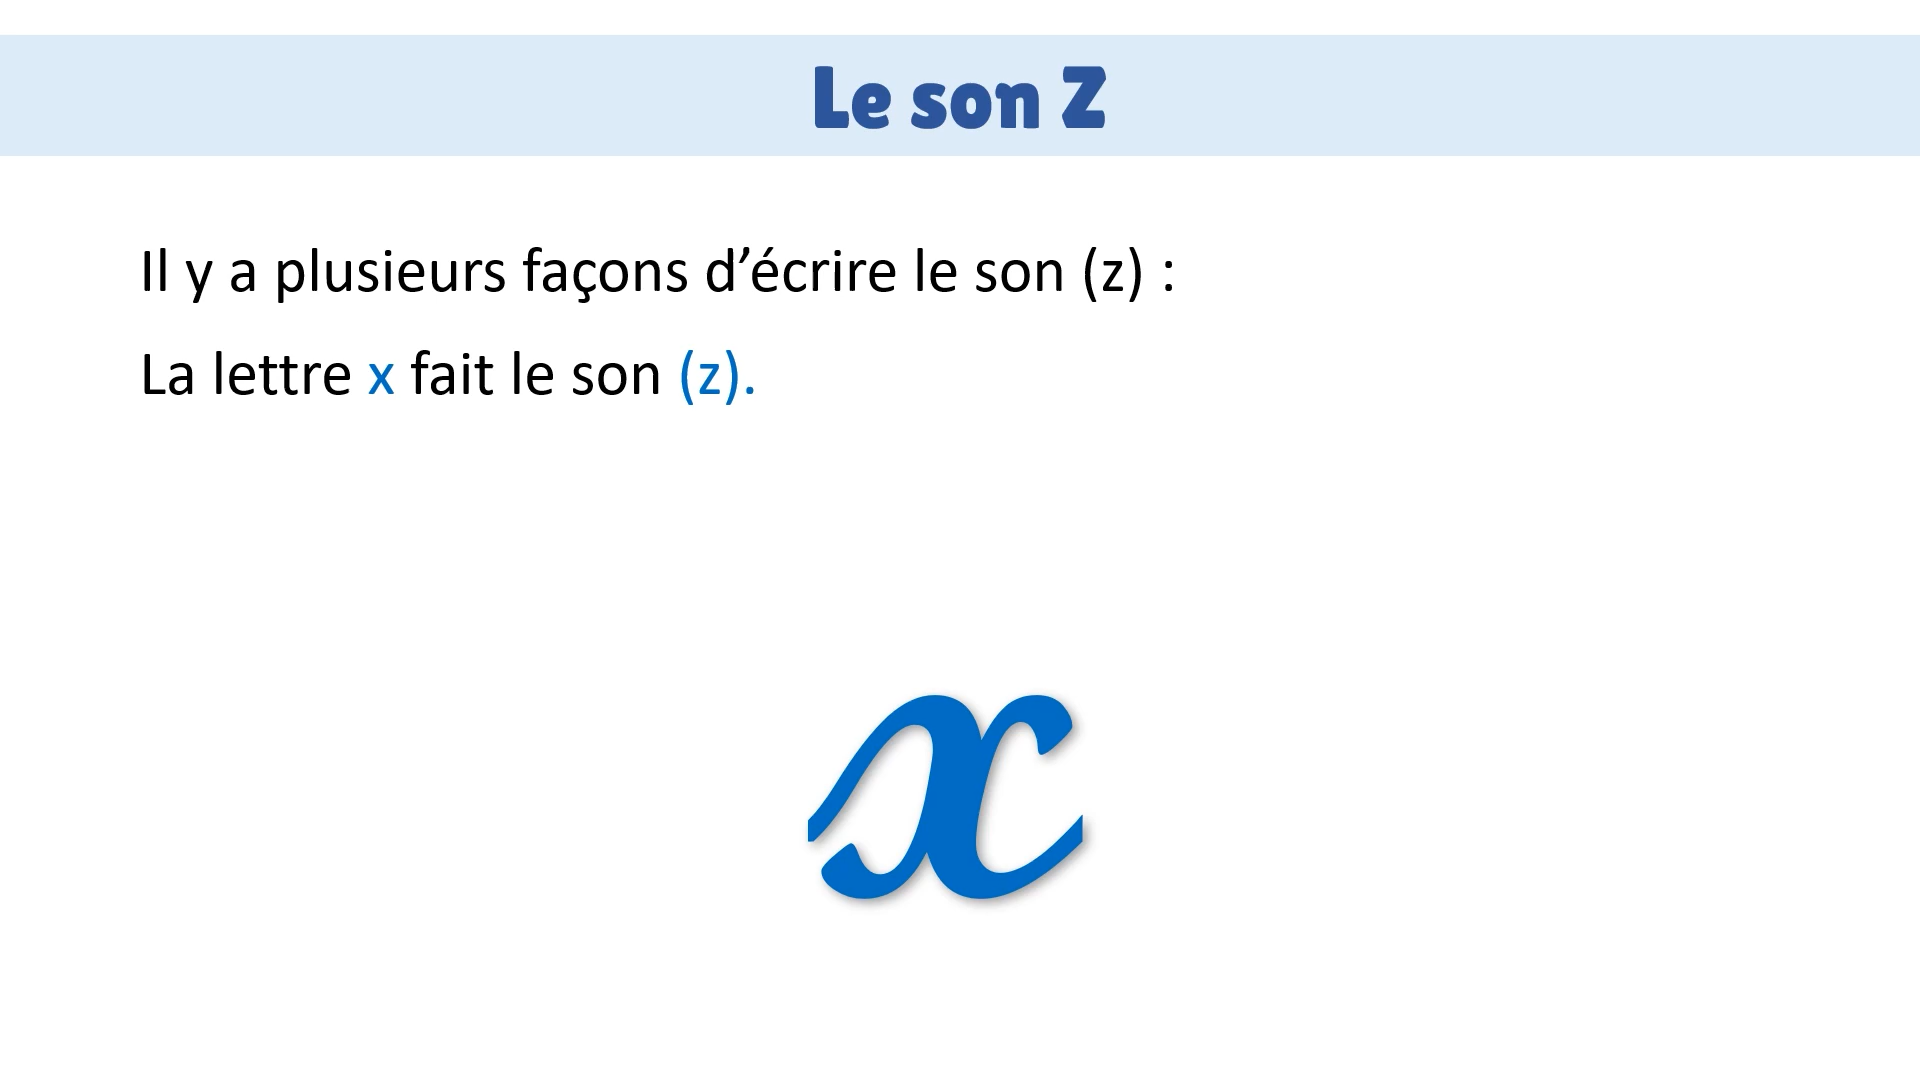 Le son Z
Il y a plusieurs façons d’écrire le son (z) :
La lettre x fait le son (z).
x